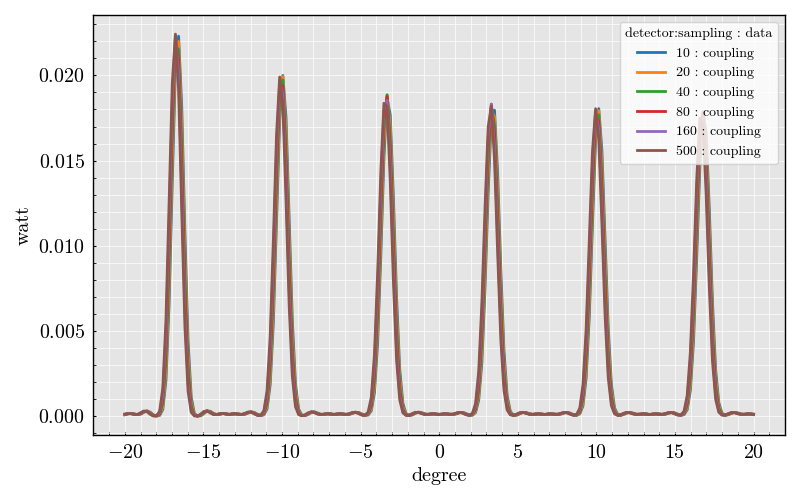 detector:sampling : data
10 : coupling
20 : coupling
40 : coupling
80 : coupling
160 : coupling
500 : coupling
0.020
0.015
0.010
0.005
0.000
watt
−20 −15 −10 −5 0 5 10 15 20
degree